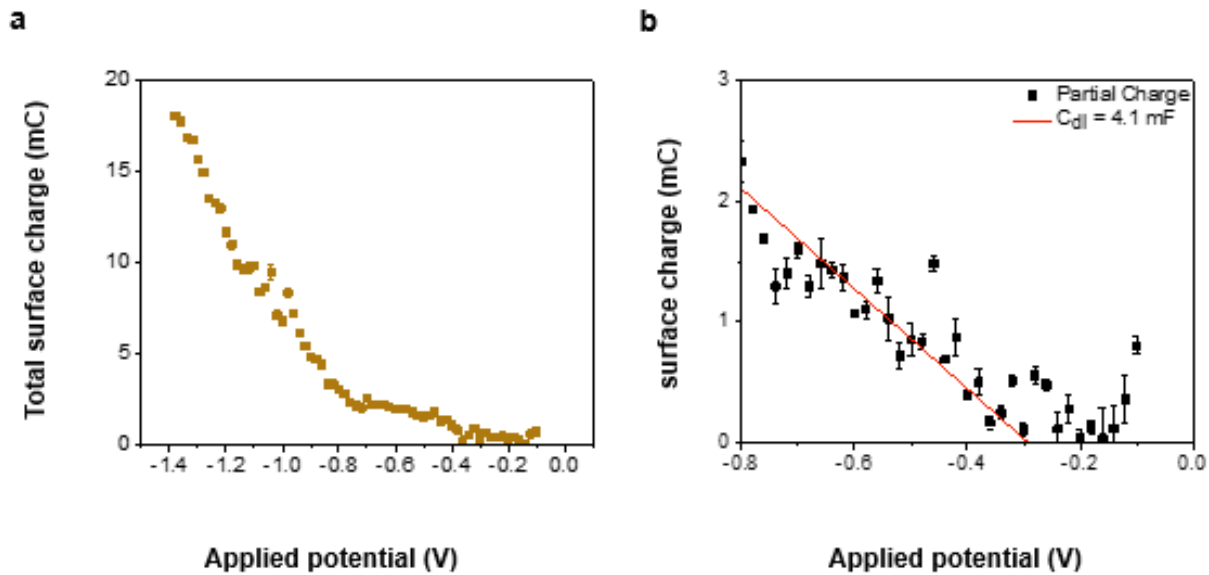 a
b
20
15
10
5
0
Total surface charge (mC)
-1.4 -1.2 -1.0 -0.8 -0.6 -0.4 -0.2 0.0
Applied potential (V)
3
2
1
0
surface charge (mC)
Partial Charge
Cdl = 4.1 mF
-0.8 -0.6 -0.4 -0.2 0.0
Applied potential (V)